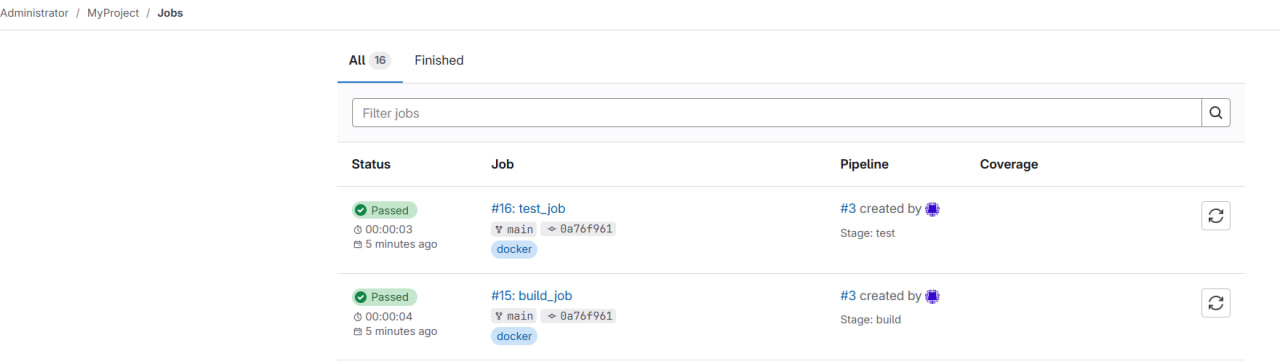 Administrator / MyProject / Jobs
All 16 Finished
Filter jobs
Status Job Pipeline Coverage
Passed #16: test_job #3 created by
00:00:03 main 0a76f961 Stage: test
5 minutes ago docker
Passed #15: build_job #3 created by
00:00:04 main 0a76f961 Stage: build
5 minutes ago docker